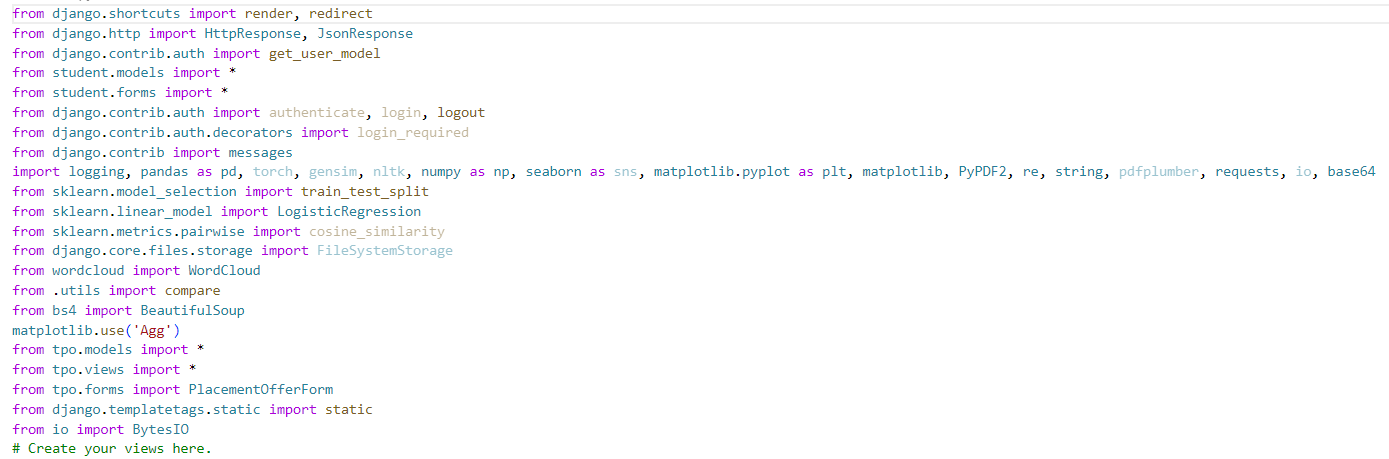 from django.shortcuts import render, redirect
from django.http import HttpResponse, JsonResponse
from django.contrib.auth import get_user_model
from student.models import *
from student.forms import *
from django.contrib.auth import authenticate, login, logout
from django.contrib.auth.decorators import login_required
from django.contrib import messages
import logging, pandas as pd, torch, gensim, nltk, numpy as np, seaborn as sns, matplotlib.pyplot as plt, matplotlib, PyPDF2, re, string, pdfplumber, requests, io, base64
from sklearn.model_selection import train_test_split
from sklearn.linear_model import LogisticRegression
from sklearn.metrics.pairwise import cosine_similarity
from django.core.files.storage import FileSystemStorage
from wordcloud import WordCloud
from .utils import compare
from bs4 import BeautifulSoup
matplotlib.use('Agg')
from tpo.models import *
from tpo.views import *
from tpo.forms import PlacementOfferForm
from django.templatetags.static import static
from io import BytesIO
# Create your views here.